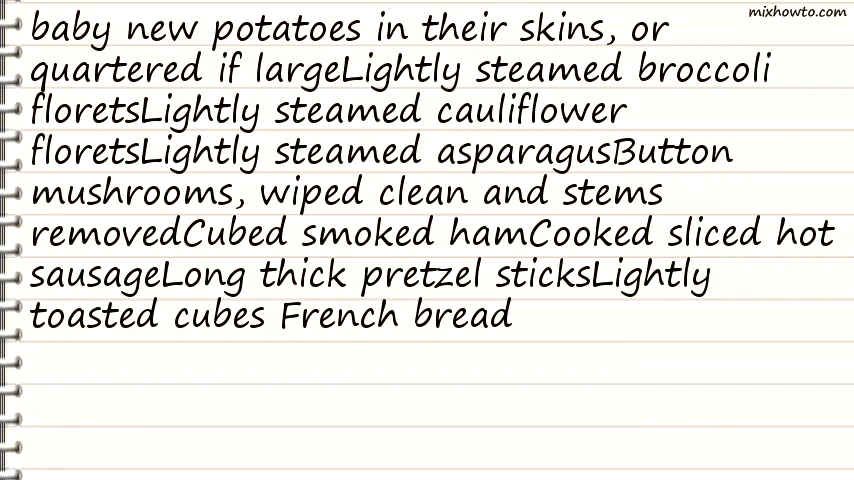 mixhowto.com
baby new potatoes in their skins, or
quartered if largeLightly steamed broccoli
floretsLightly steamed cauliflower
floretsLightly steamed asparagusButton
mushrooms, wiped clean and stems
removedCubed smoked hamCooked sliced hot
sausageLong thick pretzel sticksLightly
toasted cubes French bread